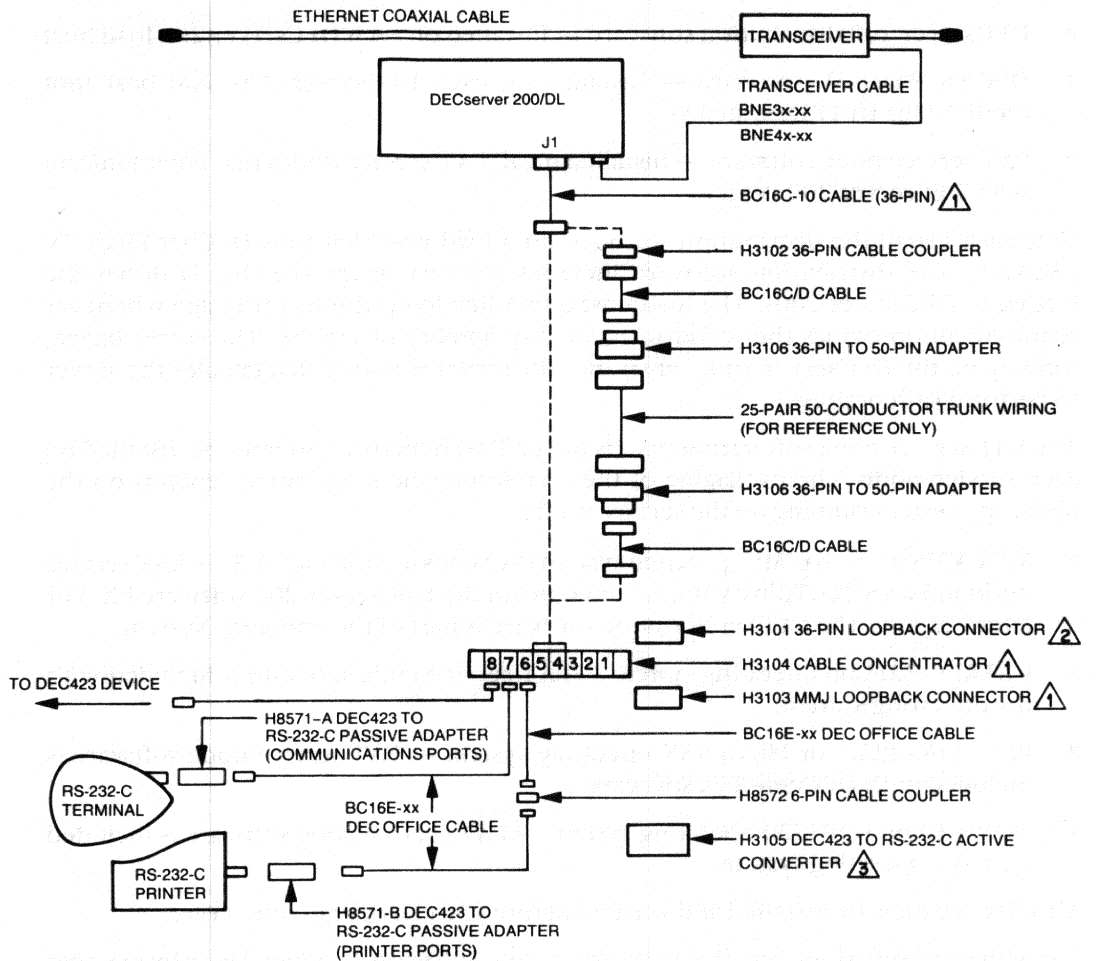 ETHERNET COAXIAL CABLE
TRANSCEIVER
DECserver 200/DL
J1
TRANSCEIVER CABLE
BNE3x-xx
BNE4x-xx
BC16C-10 CABLE (36-PIN) 1
H3102 36-PIN CABLE COUPLER
BC16C/D CABLE
H3106 36-PIN TO 50-PIN ADAPTER
25-PAIR 50-CONDUCTOR TRUNK WIRING
(FOR REFERENCE ONLY)
H3106 36-PIN TO 50-PIN ADAPTER
BC16C/D CABLE
H3101 36-PIN LOOPBACK CONNECTOR 2
8 7 6 5 4 3 2 1
H3104 CABLE CONCENTRATOR 1
TO DEC423 DEVICE
H3103 MMJ LOOPBACK CONNECTOR 1
H8571-A DEC423 TO
RS-232-C PASSIVE ADAPTER
(COMMUNICATIONS PORTS)
BC16E-xx DEC OFFICE CABLE
RS-232-C
TERMINAL
BC16E-xx
DEC OFFICE CABLE
H8572 6-PIN CABLE COUPLER
H3105 DEC423 TO RS-232-C ACTIVE
CONVERTER 3
RS-232-C
PRINTER
H8571-B DEC423 TO
RS-232-C PASSIVE ADAPTER
(PRINTER PORTS)